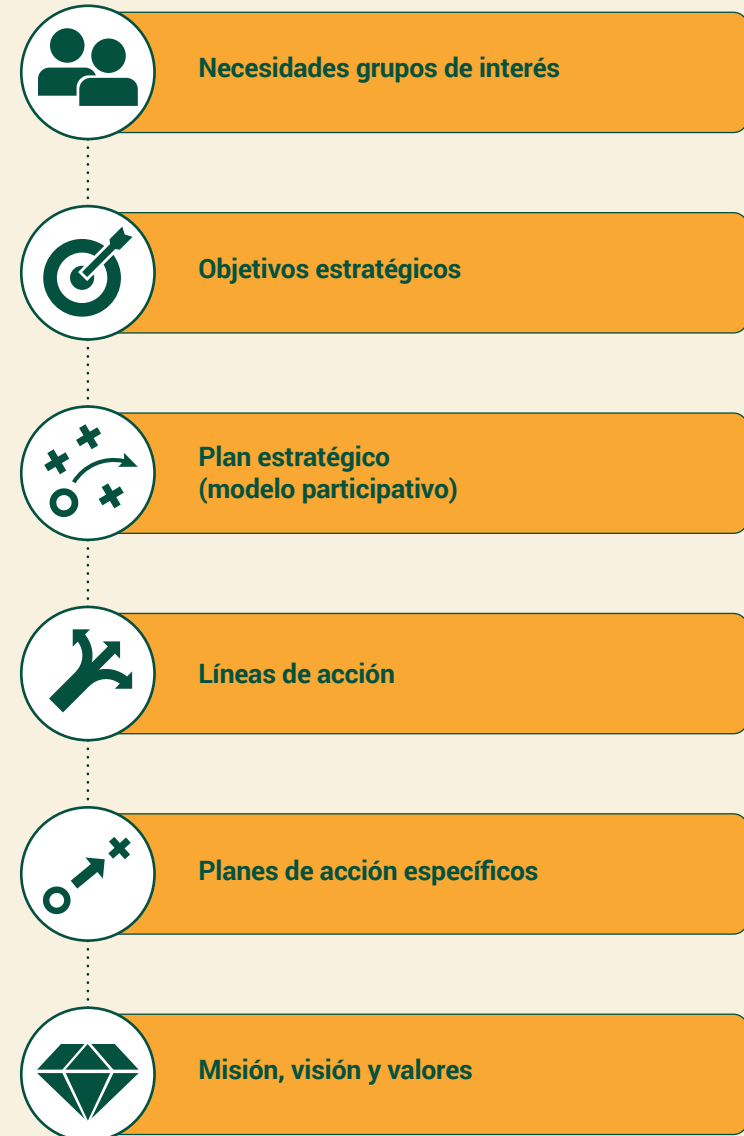 Necesidades grupos de interés
Objetivos estratégicos
Plan estratégico
(modelo participativo)
Líneas de acción
Planes de acción específicos
Misión, visión y valores